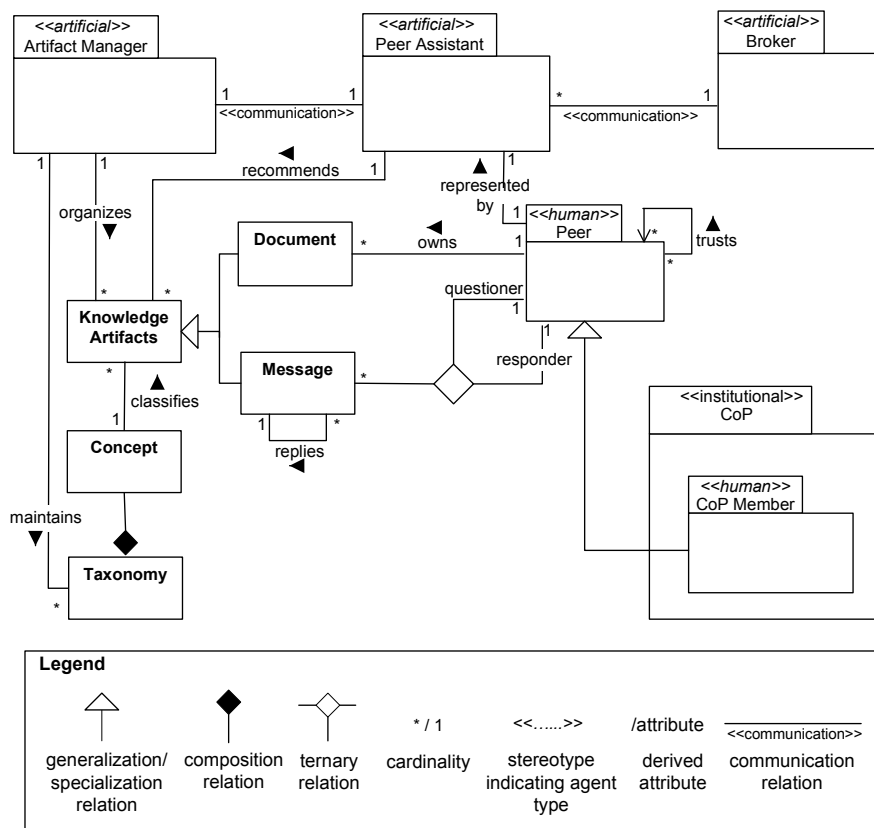 <<artificial>>
Artifact Manager
<<artificial>>
Peer Assistant
<<artificial>>
Broker
1
1
<<communication>>
*
1
<<communication>>
1
1
1
1
recommends
represented
by
organizes
1
<<human>>
Peer
*
*
trusts
Document
*
owns
1
questioner
1
*
*
Knowledge
Artifacts
*
1
responder
Message
*
classifies
1
1
*
replies
Concept
<<institutional>>
CoP
<<human>>
CoP Member
maintains
Taxonomy
*
Legend
generalization/
specialization
relation
composition
relation
ternary
relation
* / 1
cardinality
<<......>>
stereotype
indicating agent
type
/attribute
derived
attribute
<<communication>>
communication
relation